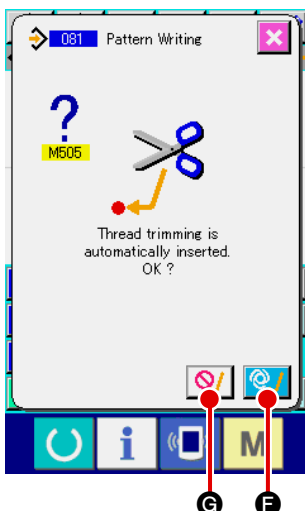 081 Pattern Writing
?
M505
Thread trimming is
automatically inserted.
OK ?
i M
G F